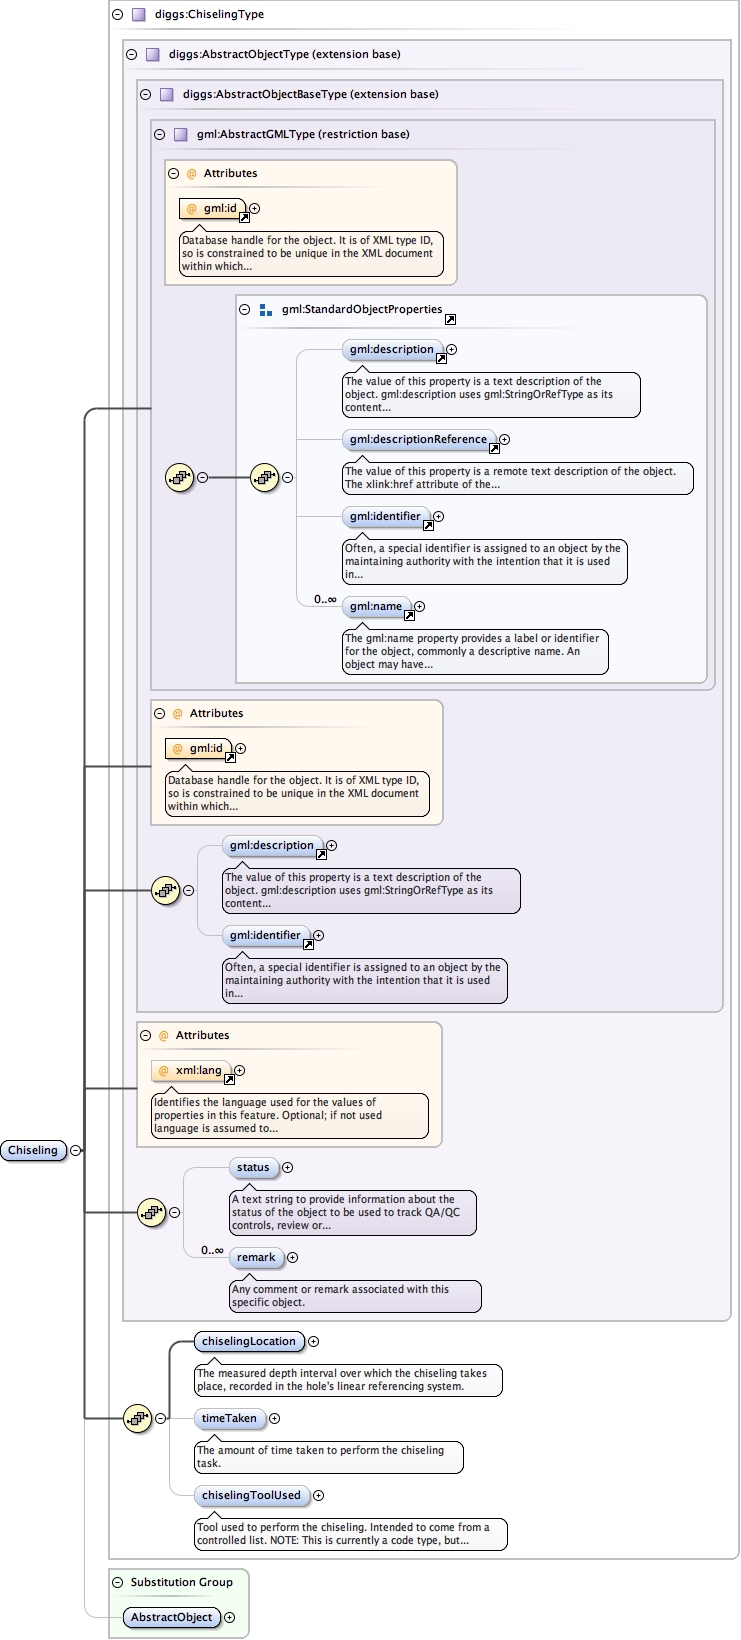 diggs:ChiselingType
diggs:AbstractObjectType (extension base)
diggs:AbstractObjectBaseType (extension base)
gml:AbstractGMLType (restriction base)
@ Attributes
@ gml:id
Database handle for the object. It is of XML type ID,
so is constrained to be unique in the XML document
within which...
gml:StandardObjectProperties
gml:description
The value of this property is a text description of the
object. gml:description uses gml:StringOrRefType as its
content...
gml:descriptionReference
The value of this property is a remote text description of the object.
The xlink:href attribute of the...
gml:identifier
Often, a special identifier is assigned to an object by the
maintaining authority with the intention that it is used
in...
0..∞
gml:name
The gml:name property provides a label or identifier
for the object, commonly a descriptive name. An
object may have...
@ Attributes
@ gml:id
Database handle for the object. It is of XML type ID,
so is constrained to be unique in the XML document
within which...
gml:description
The value of this property is a text description of the
object. gml:description uses gml:StringOrRefType as its
content...
gml:identifier
Often, a special identifier is assigned to an object by the
maintaining authority with the intention that it is used
in...
@ Attributes
@ xml:lang
Identifies the language used for the values of
properties in this feature. Optional; if not used
language is assumed to...
Chiseling
status
A text string to provide information about the
status of the object to be used to track QA/QC
controls, review or...
0..∞
remark
Any comment or remark associated with this
specific object.
chiselingLocation
The measured depth interval over which the chiseling takes
place, recorded in the hole's linear referencing system.
timeTaken
The amount of time taken to perform the chiseling
task.
chiselingToolUsed
Tool used to perform the chiseling. Intended to come from a
controlled list. NOTE: This is currently a code type, but...
Substitution Group
AbstractObject